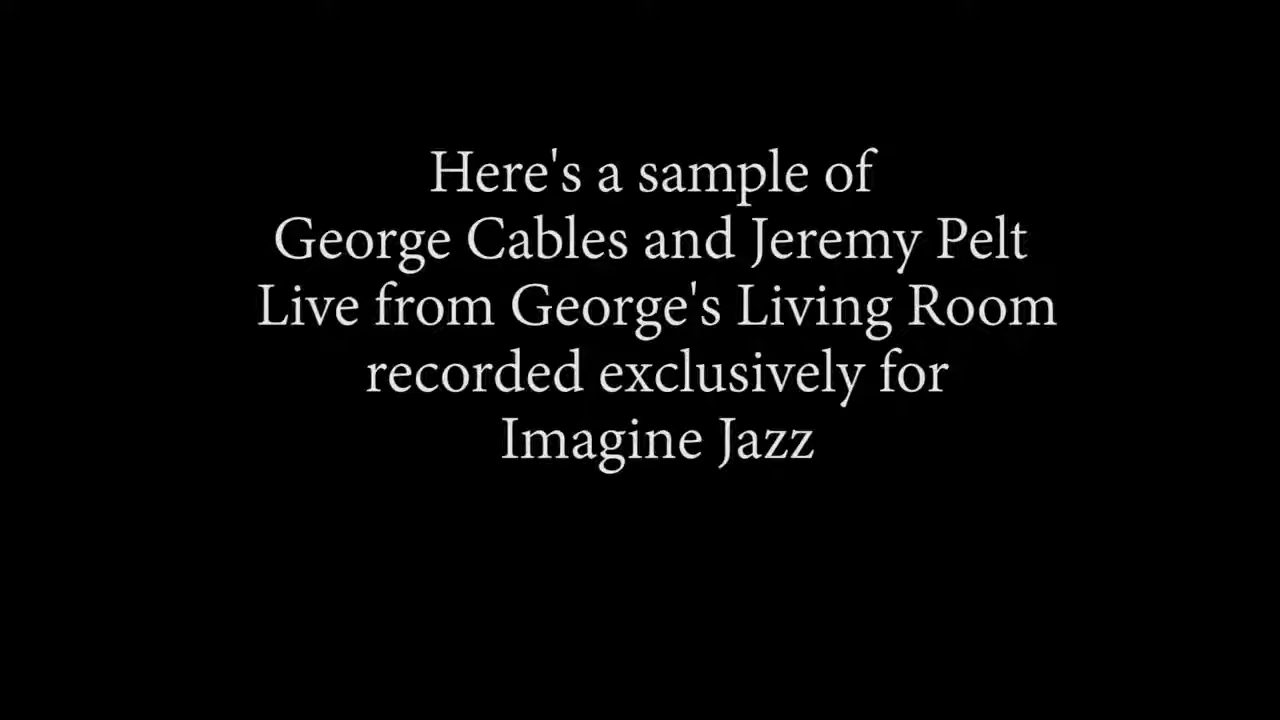 Here's a sample of
George Cables and Jeremy Pelt
Live from George's Living Room
recorded exclusively for
Imagine Jazz